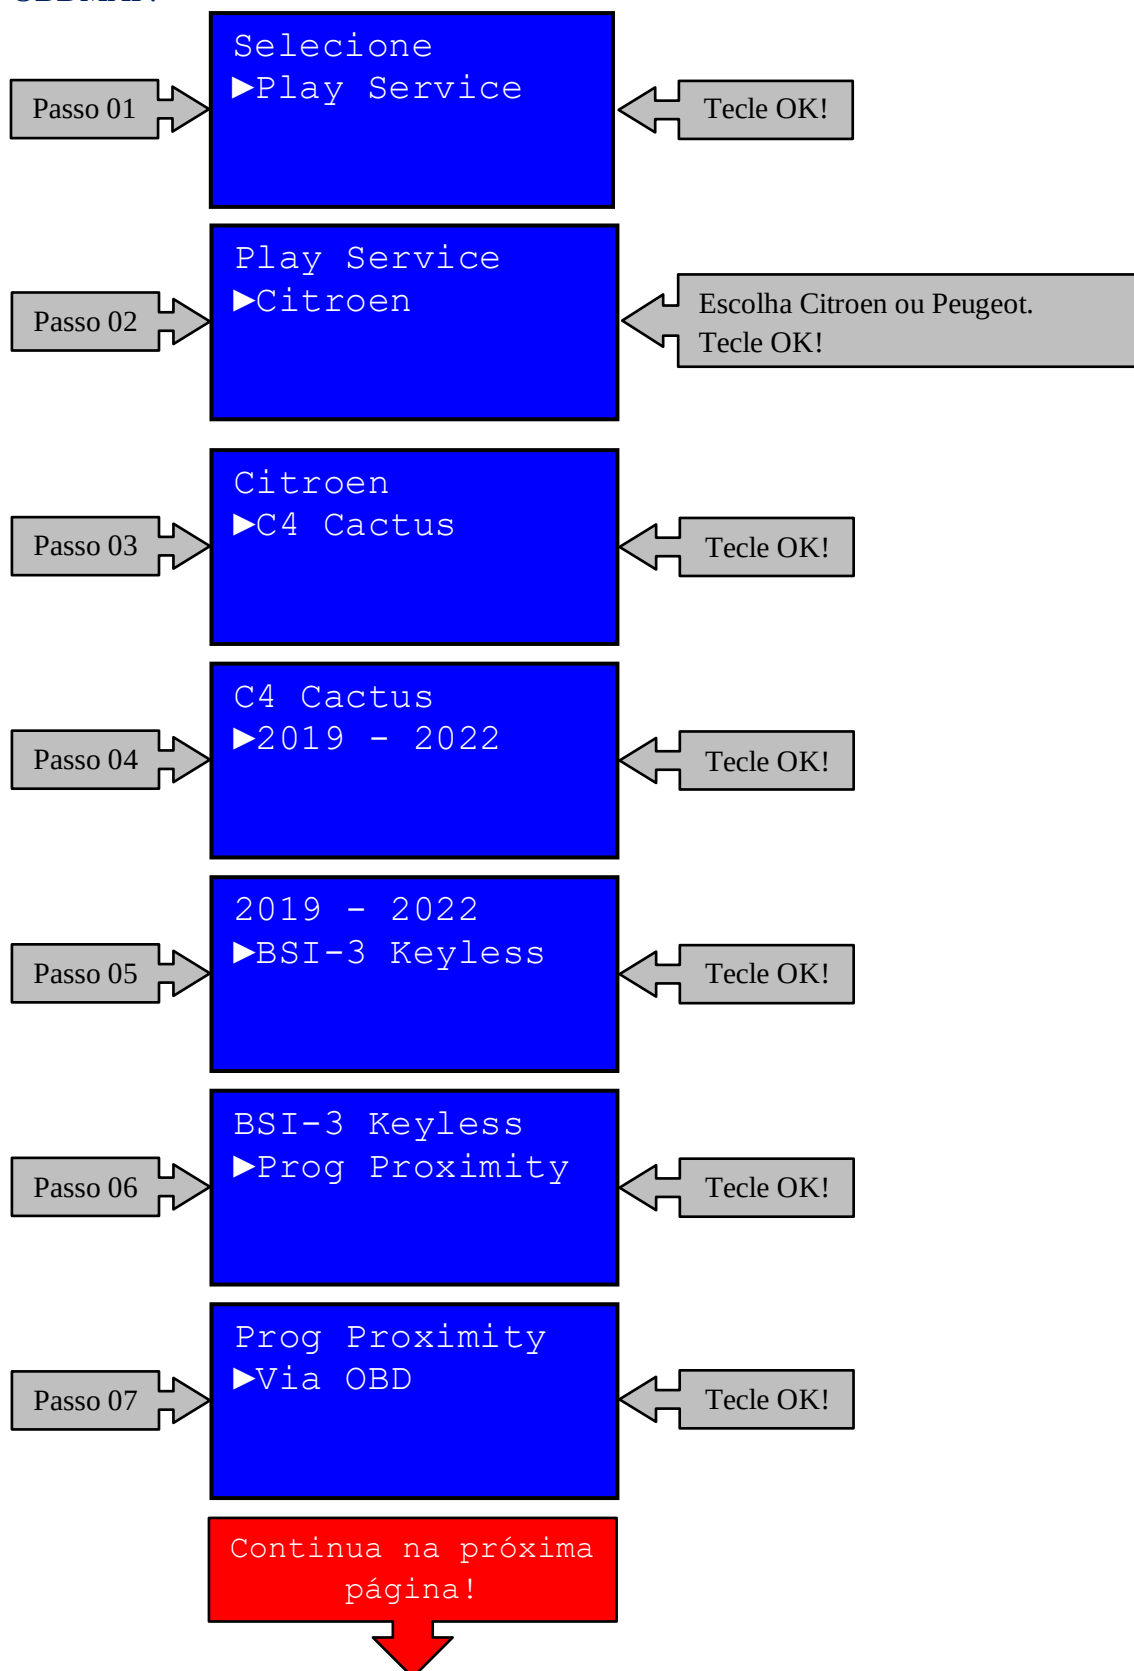 Selecione
►Play Service
Passo 01
Tecle OK!
Play Service
►Citroen
Passo 02
Escolha Citroen ou Peugeot.
Tecle OK!
Citroen
►C4 Cactus
Passo 03
Tecle OK!
C4 Cactus
►2019 - 2022
Passo 04
Tecle OK!
2019 - 2022
►BSI-3 Keyless
Passo 05
Tecle OK!
BSI-3 Keyless
►Prog Proximity
Passo 06
Tecle OK!
Prog Proximity
►Via OBD
Passo 07
Tecle OK!
Continua na próxima
página!